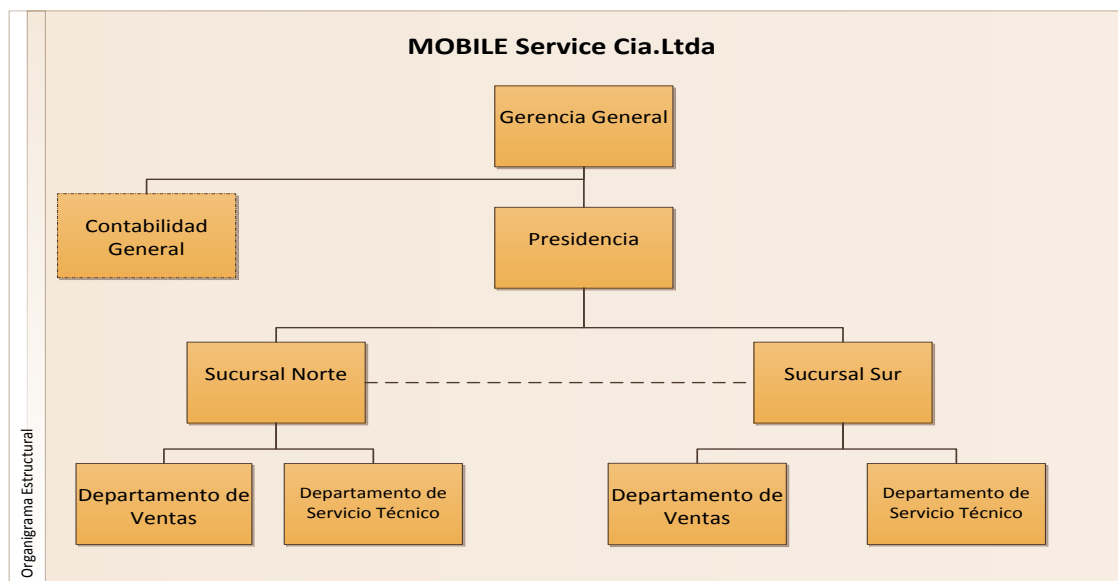 MOBILE Service Cia.Ltda
Gerencia General
Contabilidad
General
Presidencia
Sucursal Norte
Sucursal Sur
Departamento de
Ventas
Departamento de
Servicio Técnico
Departamento de
Ventas
Departamento de
Servicio Técnico
Organigrama Estructural